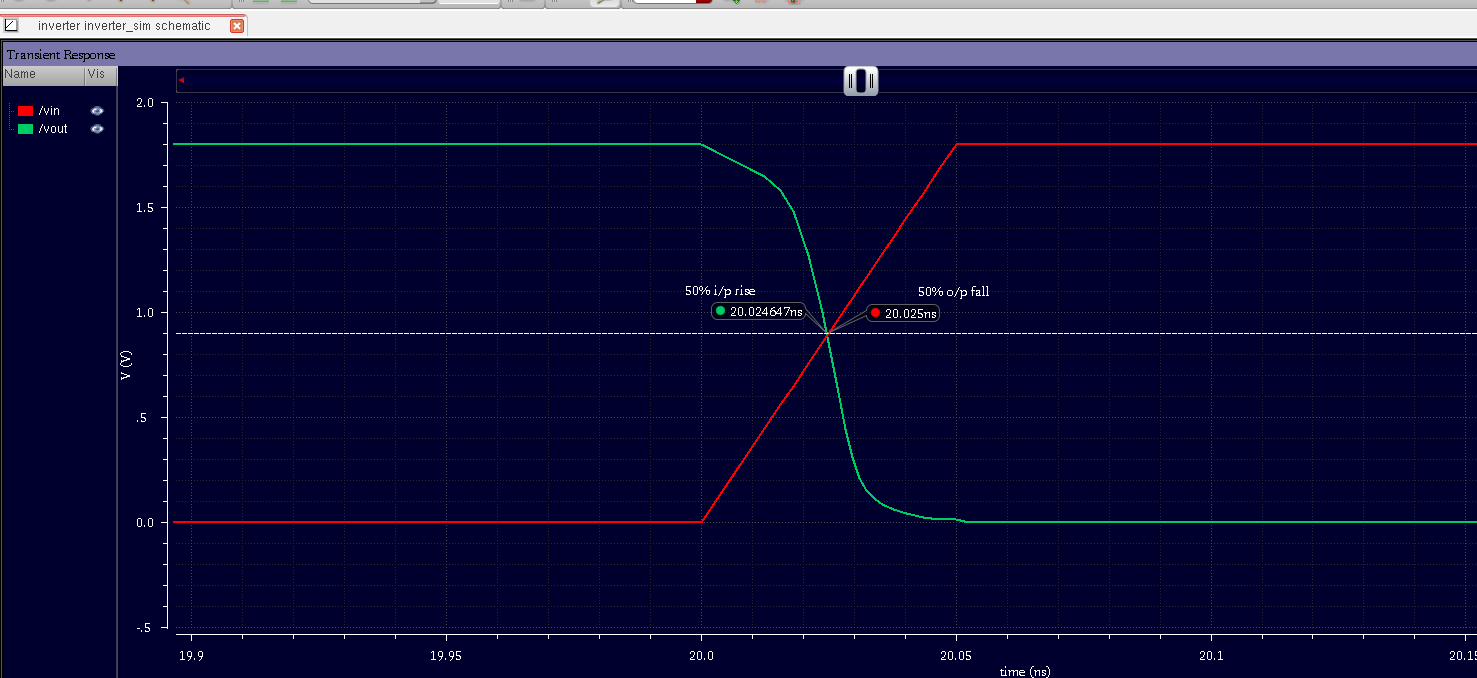 inverter inverter_sim schematic
Transient Response
Name Vis
/vin
/vout
2.0
1.5
1.0
.5
0.0
-.5
V (V)
50% i/p rise
50% o/p fall
20.024647ns
20.025ns
19.9
19.95
20.0
20.05
20.1
20.15
time (ns)